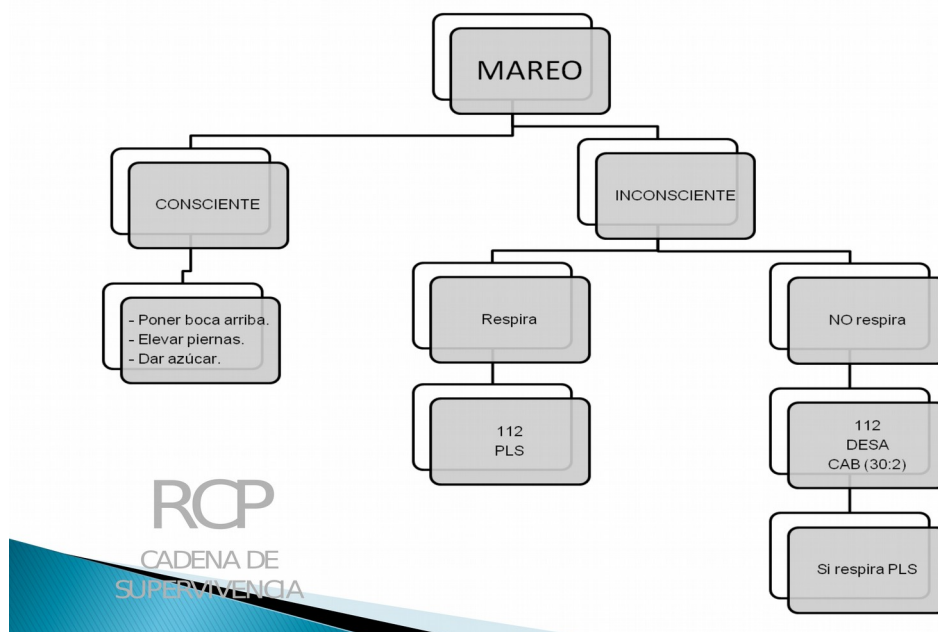 MAREO
CONSCIENTE
INCONSCIENTE
- Poner boca arriba.
- Elevar piernas.
- Dar azúcar.
Respira
NO respira
112
PLS
112
DESA
CAB (30:2)
Si respira PLS
RCP
CADENA DE
SUPERVIVENCIA